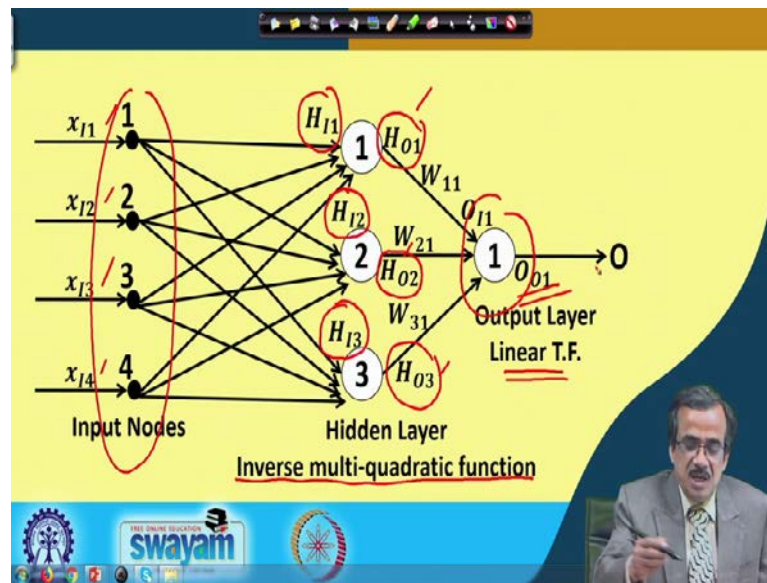 x_{I1}
1
H_{I1}
1
H_{O1}
W_{11}
x_{I2}
2
H_{I2}
2
H_{O2}
W_{21}
O_{I1}
1
O_{O1}
O
x_{I3}
3
H_{I3}
3
H_{O3}
W_{31}
Output Layer
Linear T.F.
x_{I4}
4
Input Nodes
Hidden Layer
Inverse multi-quadratic function
FREE ONLINE EDUCATION
swayam